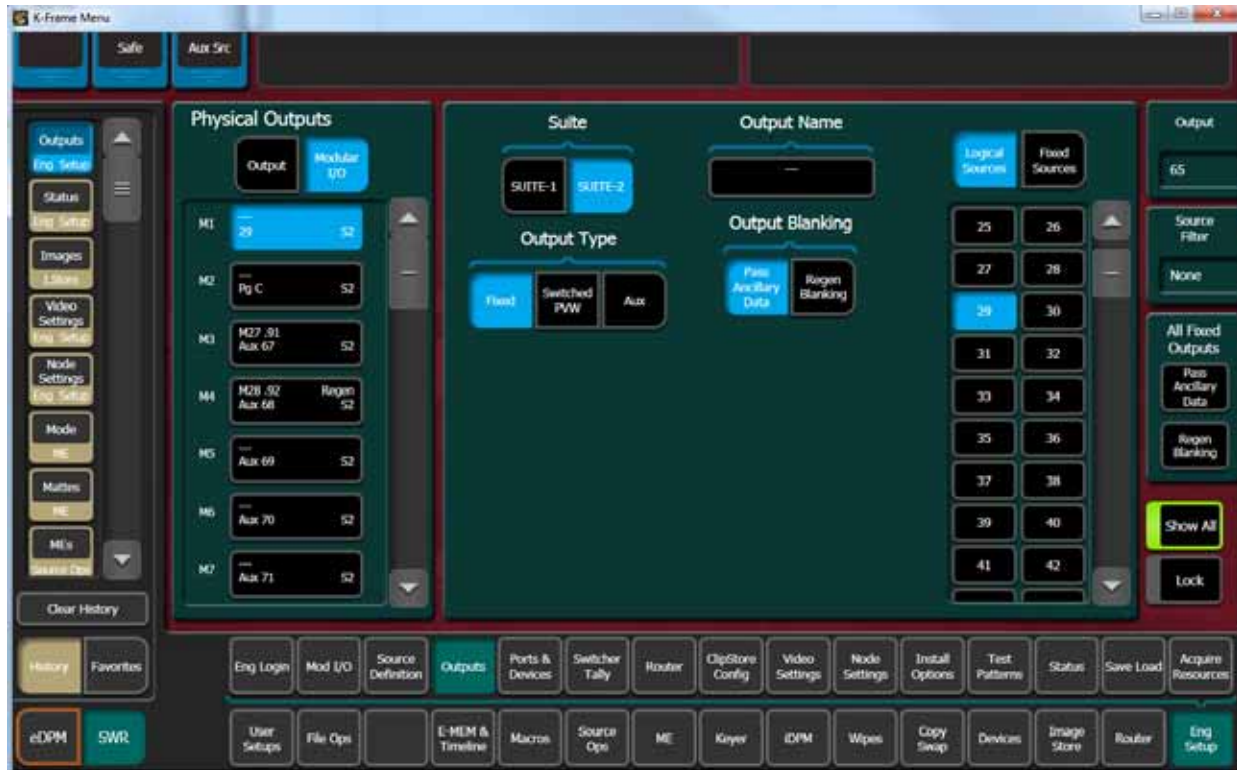 K-Frame Menu
Safe
Aux Src
Outputs
Eng Setup
Status
Eng Setup
Images
I.Store
Video
Settings
Eng Setup
Node
Settings
Eng Setup
Mode
ME
Mattes
ME
MEs
Source Ops
Clear History
History
Favorites
eDPM
SWR
Physical Outputs
Output
Modular
I/O
M1
---
29 S2
M2
---
Pg C S2
M3
M27 .91
Aux 67 S2
M4
M28 .92 Regen
Aux 68 S2
M5
---
Aux 69 S2
M6
---
Aux 70 S2
M7
---
Aux 71 S2
Suite
SUITE-1
SUITE-2
Output Type
Fixed
Switched
PVW
Aux
Output Name
---
Output Blanking
Pass
Ancillary
Data
Regen
Blanking
Logical
Sources
Fixed
Sources
25 26
27 28
29 30
31 32
33 34
35 36
37 38
39 40
41 42
Output
65
Source
Filter
None
All Fixed
Outputs
Pass
Ancillary
Data
Regen
Blanking
Show All
Lock
Eng Login
Mod I/O
Source
Definition
Outputs
Ports &
Devices
Switcher
Tally
Router
ClipStore
Config
Video
Settings
Node
Settings
Install
Options
Test
Patterns
Status
Save Load
Acquire
Resources
User
Setups
File Ops
E-MEM &
Timeline
Macros
Source
Ops
ME
Keyer
iDPM
Wipes
Copy
Swap
Devices
Image
Store
Router
Eng
Setup